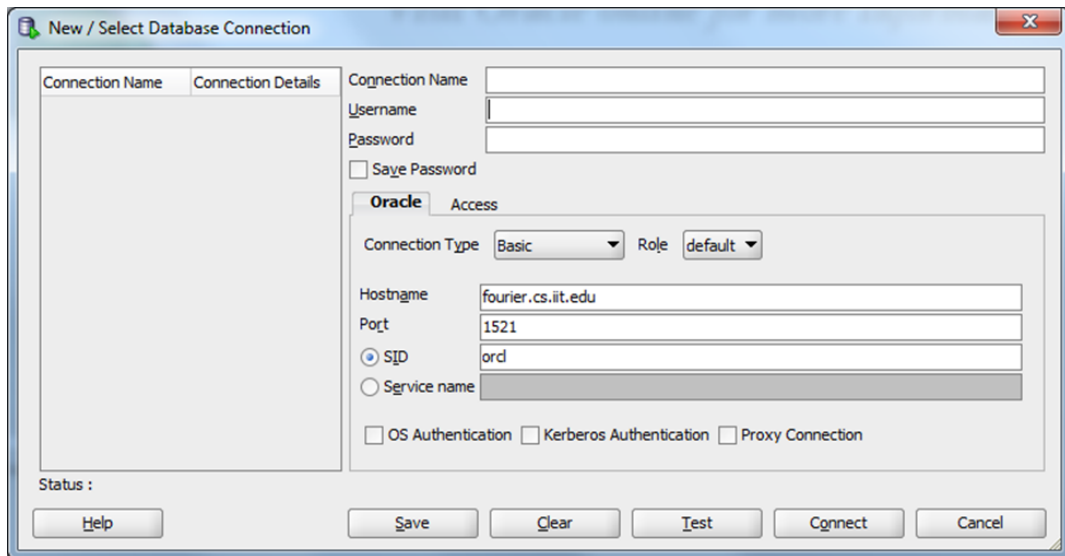 New / Select Database Connection
Connection Name Connection Details
Connection Name
Username
Password
Save Password
Oracle Access
Connection Type Basic Role default
Hostname fourier.cs.iit.edu
Port 1521
SID orcl
Service name
OS Authentication Kerberos Authentication Proxy Connection
Status :
Help Save Clear Test Connect Cancel